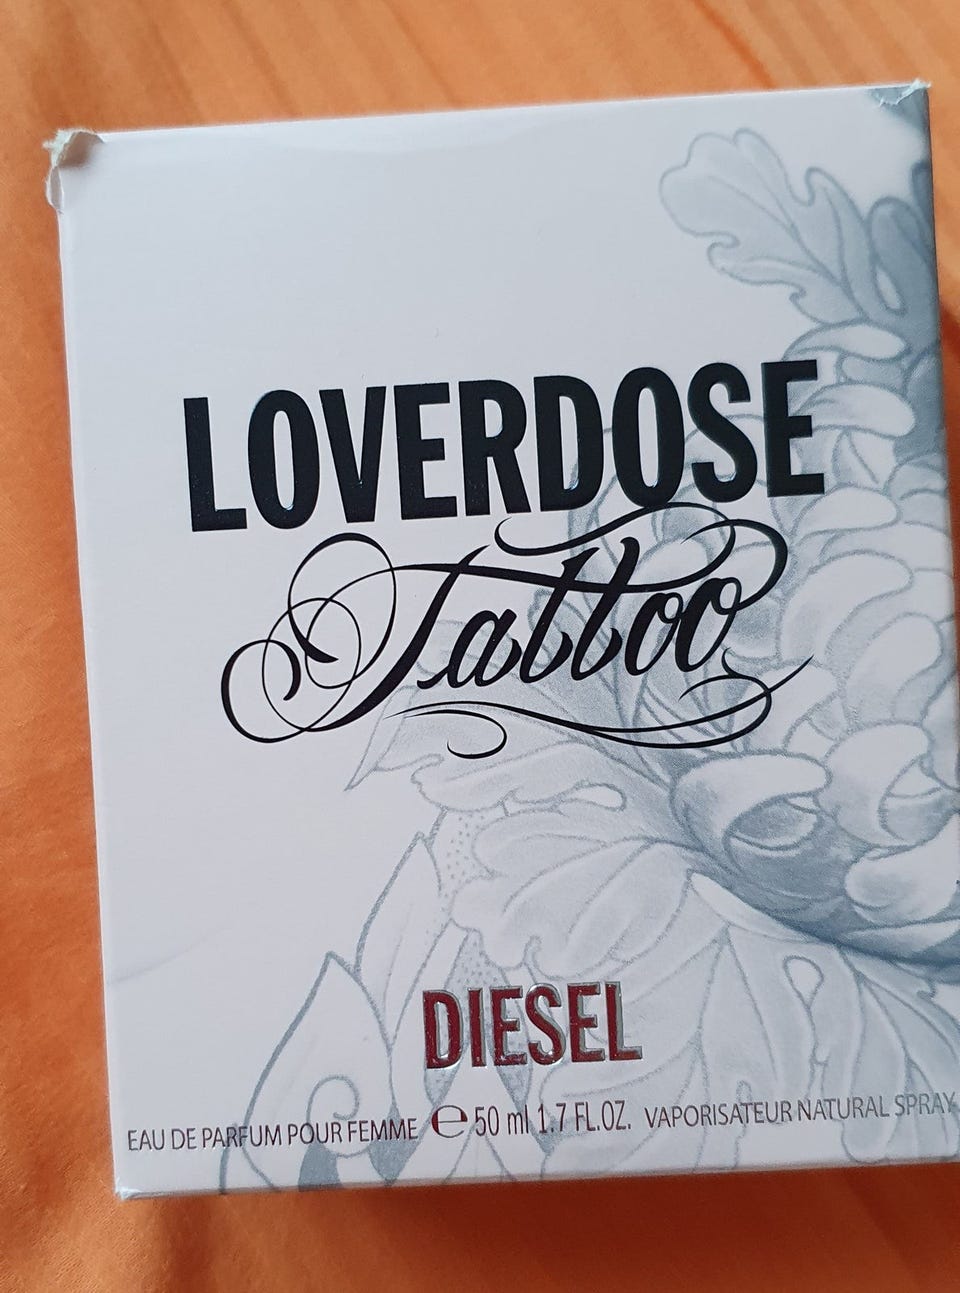 LOVERDOSE
Tattoo
DIESEL
EAU DE PARFUM POUR FEMME ℮ 50 ml 1.7 FL.OZ. VAPORISATEUR NATURAL SPRAY